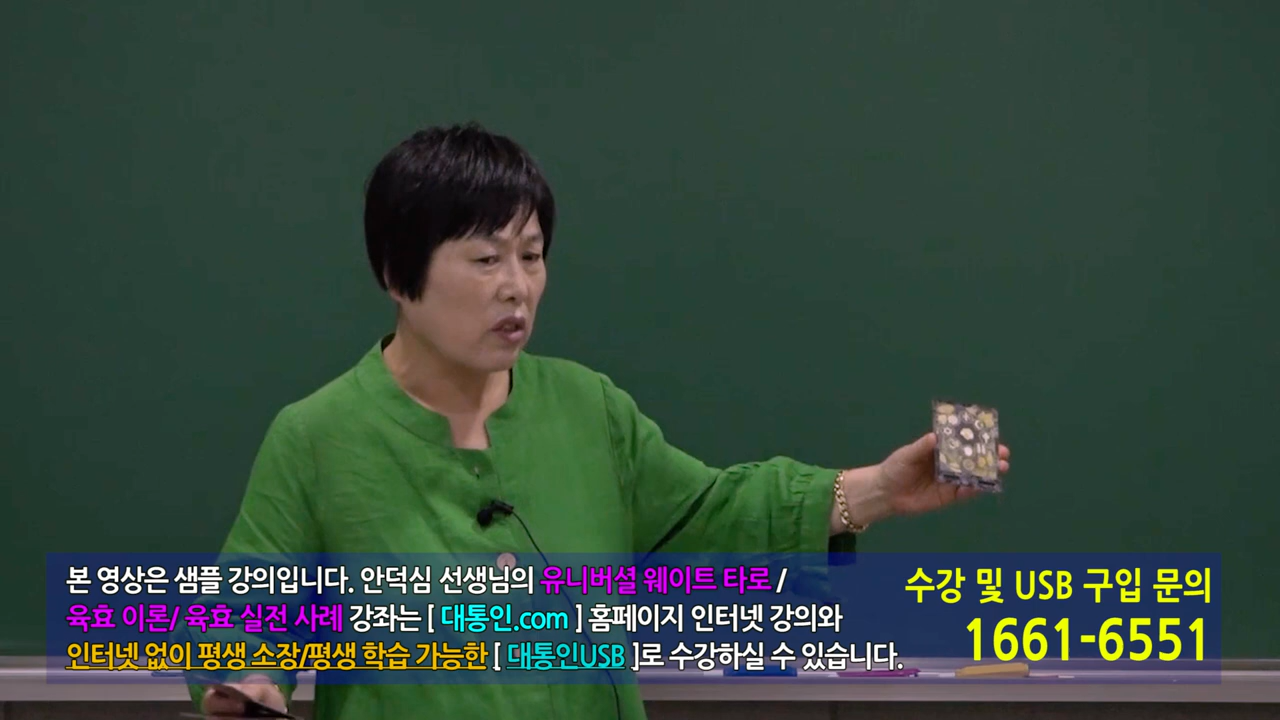 본 영상은 샘플 강의입니다. 안덕심 선생님의 유니버셜 웨이트 타로 /
육효 이론/ 육효 실전 사례 강좌는 [ 대통인.com ] 홈페이지 인터넷 강의와
인터넷 없이 평생 소장/평생 학습 가능한 [ 대통인USB ]로 수강하실 수 있습니다.
수강 및 USB 구입 문의
1661-6551